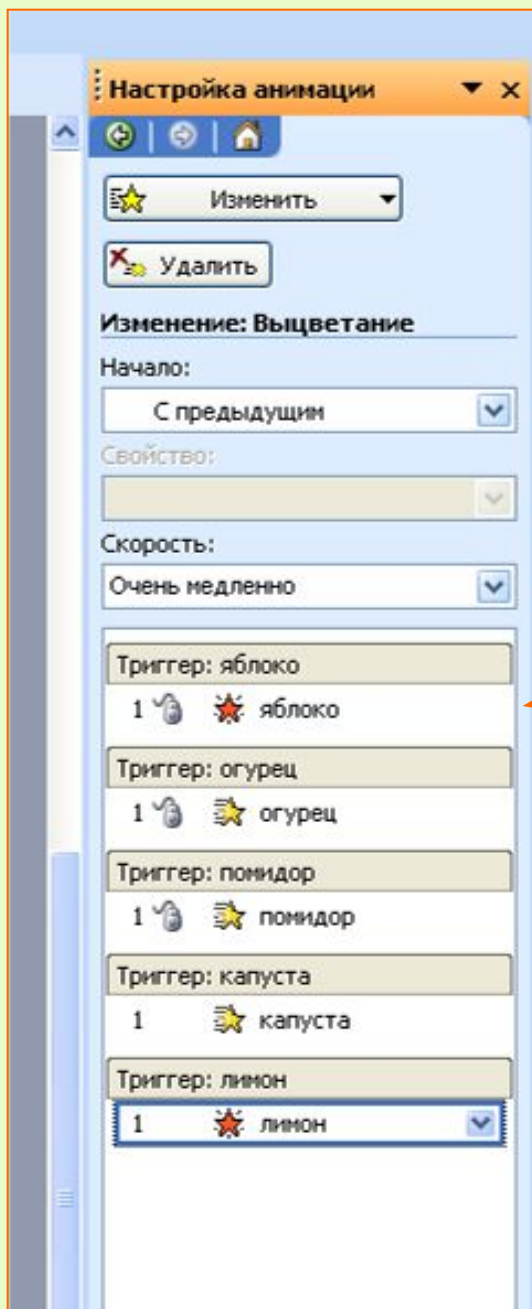 Настройка анимации
Изменить
Удалить
Изменение: Выцветание
Начало:
С предыдущим
Свойство:
Скорость:
Очень медленно
Триггер: яблоко
1 яблоко
Триггер: огурец
1 огурец
Триггер: помидор
1 помидор
Триггер: капуста
1 капуста
Триггер: лимон
1 лимон